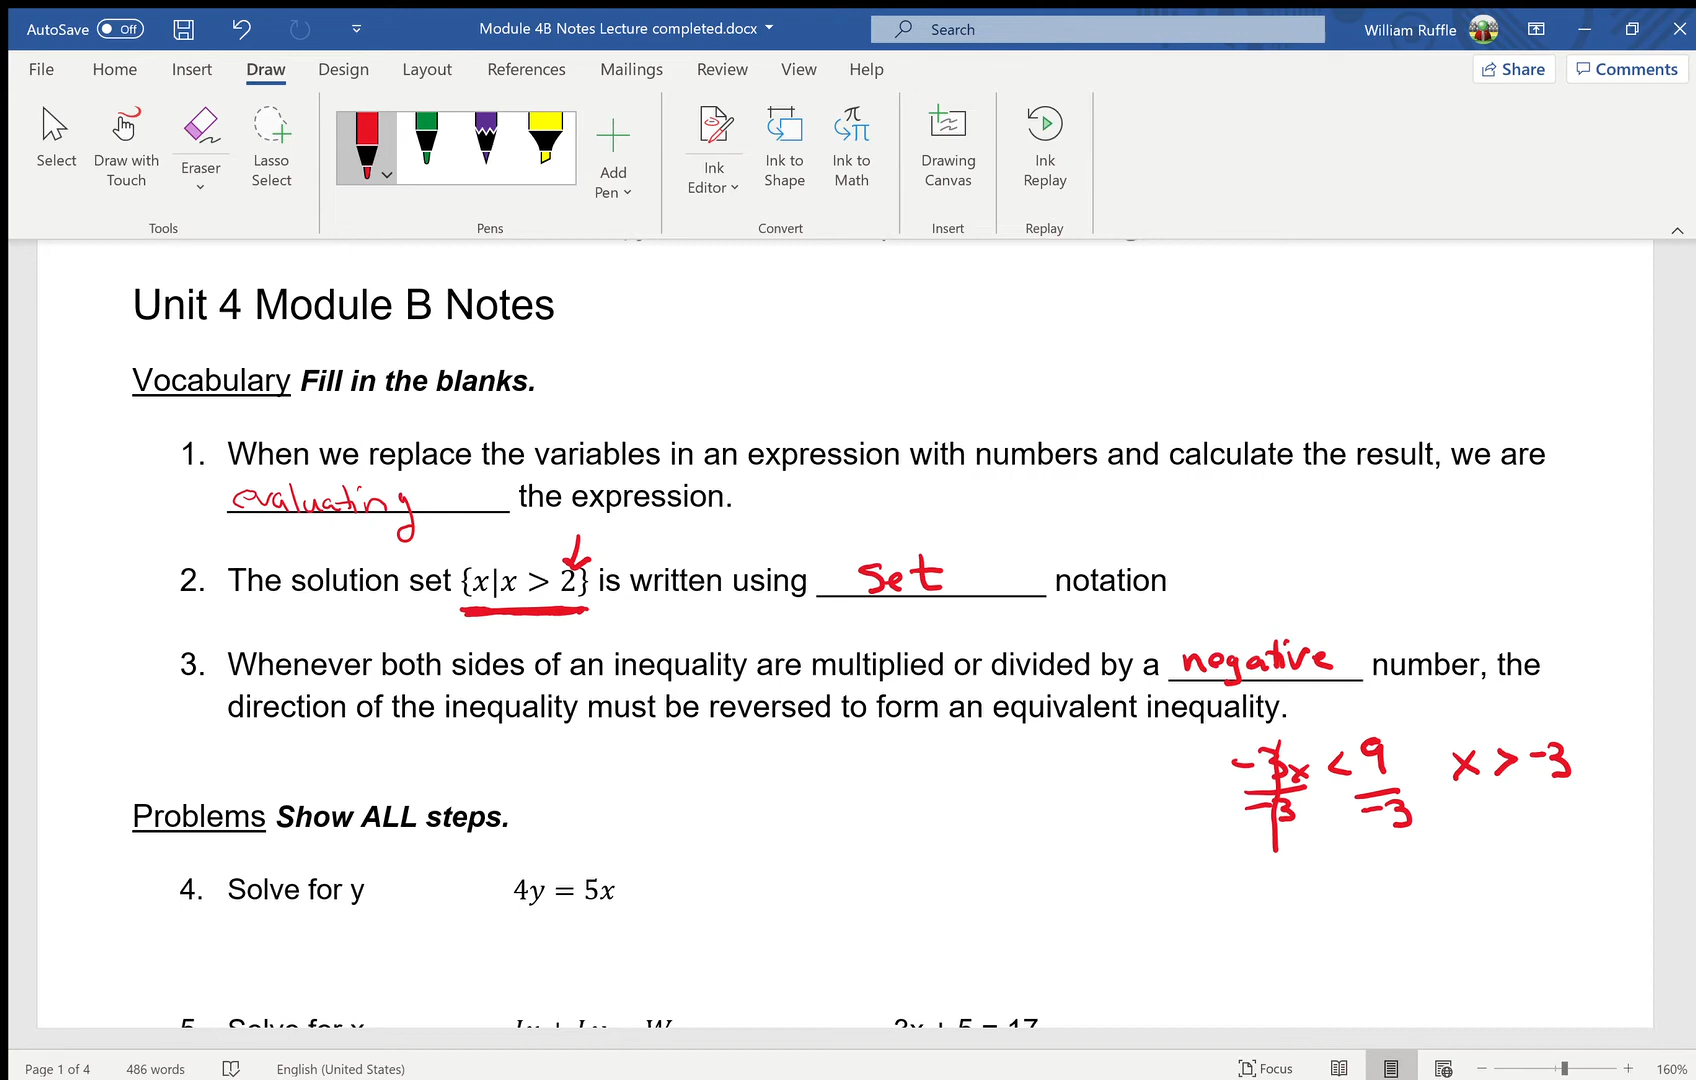 AutoSave Off Module 4B Notes Lecture completed.docx Search William Ruffle
File Home Insert Draw Design Layout References Mailings Review View Help Share Comments
Select Draw with Touch Eraser Lasso Select Add Pen Ink Editor Ink to Shape Ink to Math Drawing Canvas Ink Replay
Tools Pens Convert Insert Replay
Unit 4 Module B Notes
Vocabulary Fill in the blanks.
1. When we replace the variables in an expression with numbers and calculate the result, we are
evaluating the expression.
2. The solution set {x|x > 2} is written using set notation
3. Whenever both sides of an inequality are multiplied or divided by a negative number, the
direction of the inequality must be reversed to form an equivalent inequality.
-3x < 9 x > -3
-3 -3
Problems Show ALL steps.
4. Solve for y 4y = 5x
5. Solve for x 3x + 5 = 17
Page 1 of 4 486 words English (United States) Focus 160%